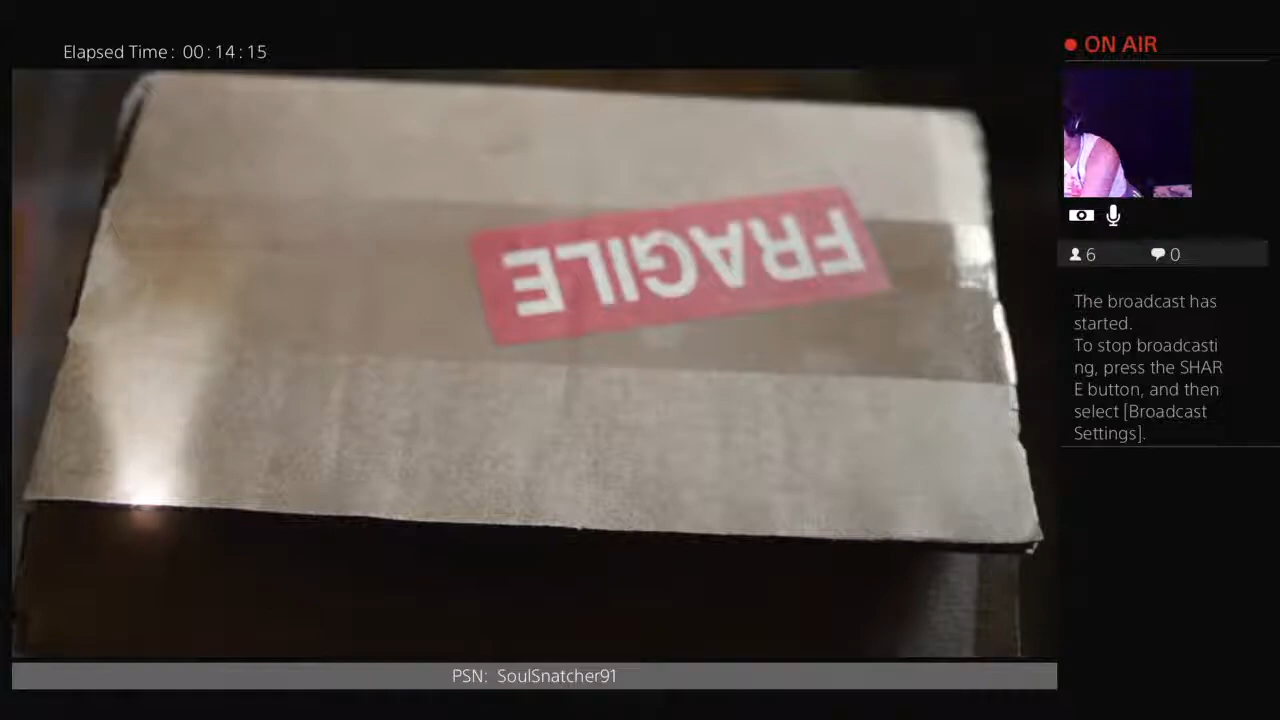 Elapsed Time: 00:14:15
ON AIR
FRAGILE
6
0
The broadcast has
started.
To stop broadcasti
ng, press the SHAR
E button, and then
select [Broadcast
Settings].
PSN: SoulSnatcher91